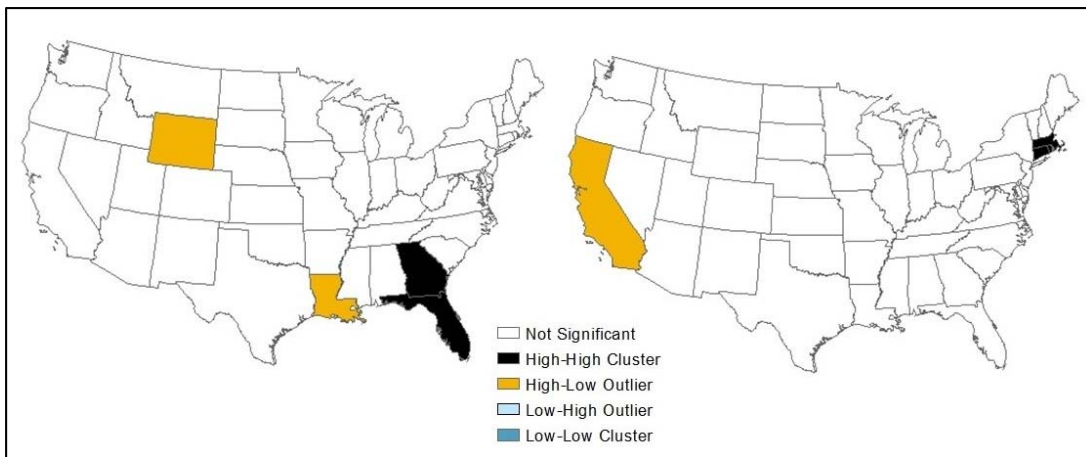 Not Significant
High-High Cluster
High-Low Outlier
Low-High Outlier
Low-Low Cluster